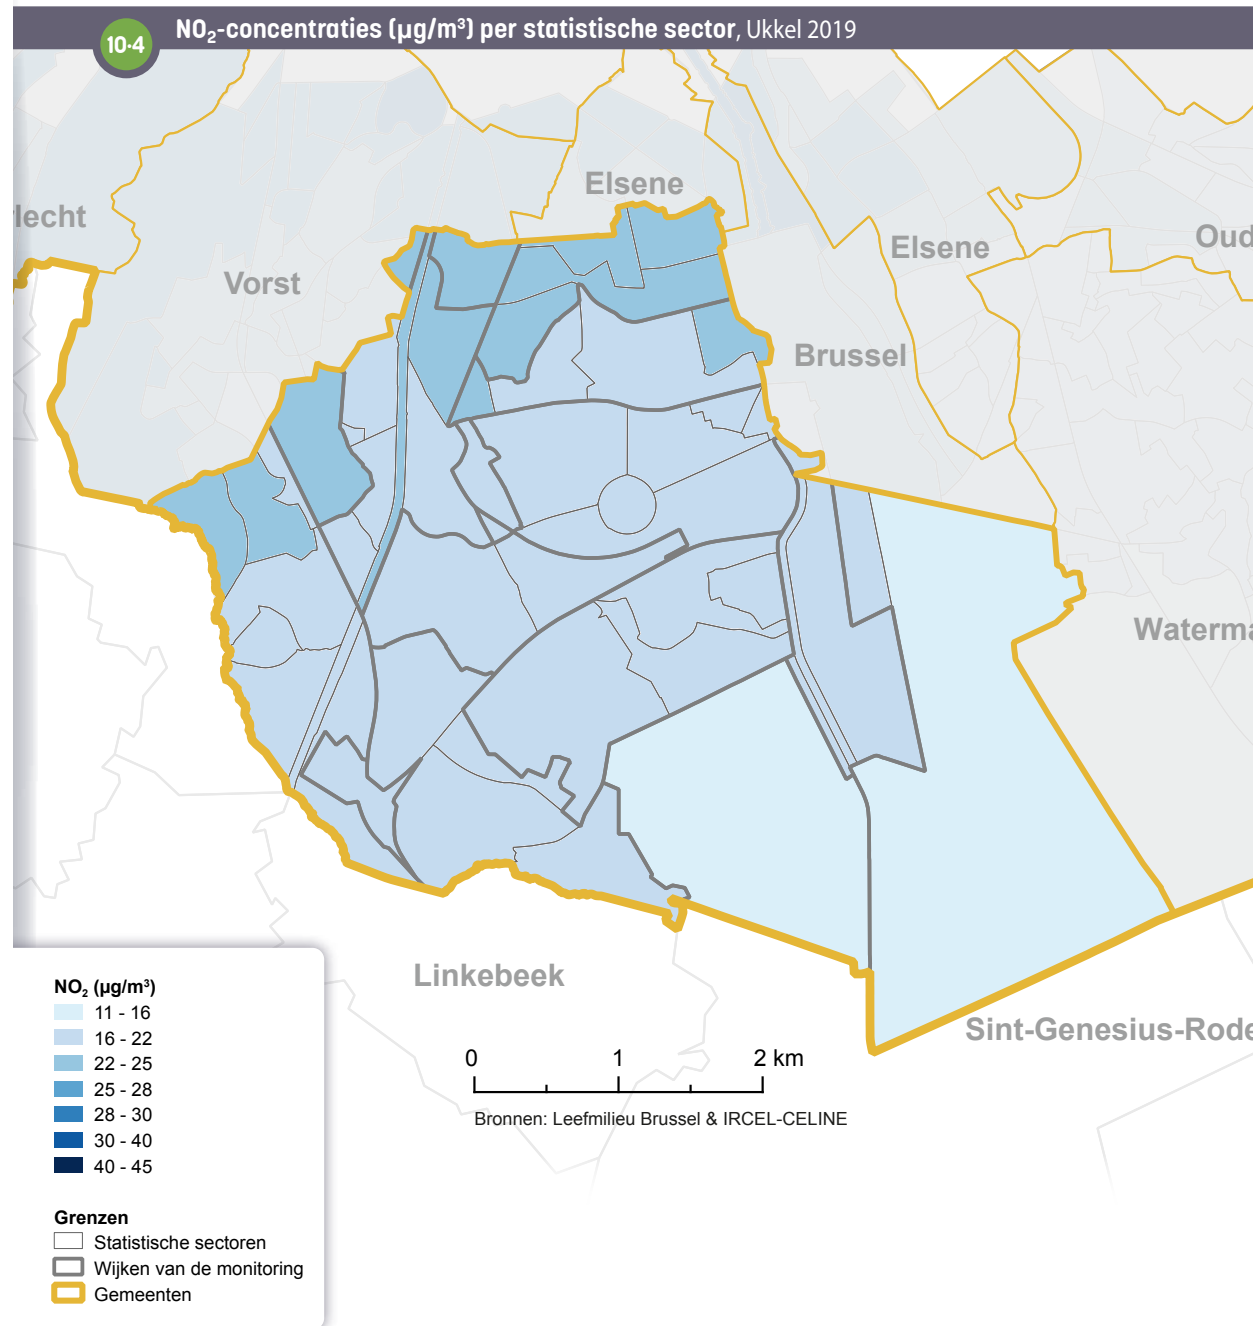 10·4
NO₂-concentraties (µg/m³) per statistische sector, Ukkel 2019
Elsene
lecht
Elsene
Oud
Vorst
Brussel
Waterma
Linkebeek
Sint-Genesius-Rode
0 1 2 km
Bronnen: Leefmilieu Brussel & IRCEL-CELINE
NO₂ (µg/m³)
11 - 16
16 - 22
22 - 25
25 - 28
28 - 30
30 - 40
40 - 45
Grenzen
Statistische sectoren
Wijken van de monitoring
Gemeenten